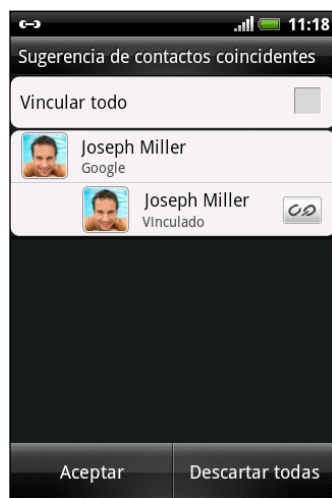 11:18
Sugerencia de contactos coincidentes
Vincular todo
Joseph Miller
Google
Joseph Miller
Vinculado
Aceptar
Descartar todas